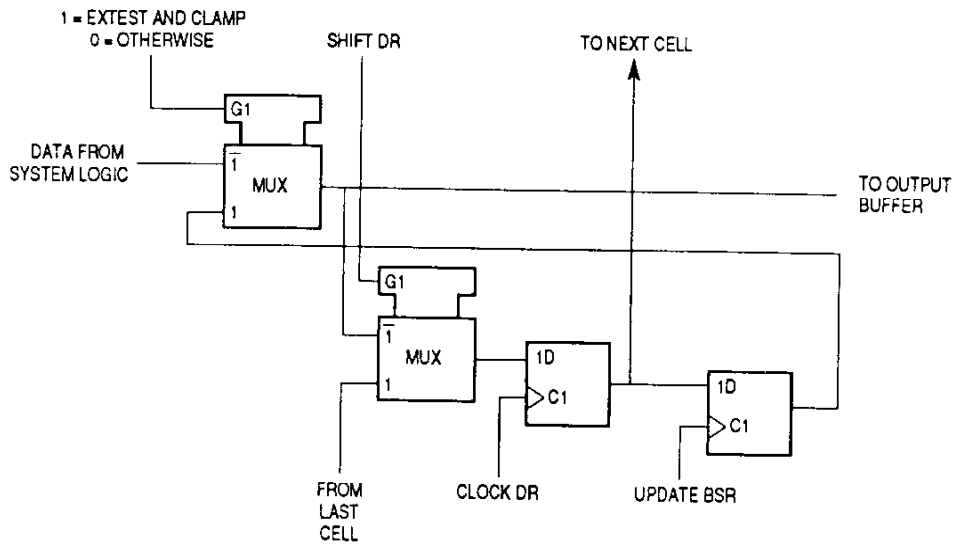 1 = EXTEST AND CLAMP
0 = OTHERWISE
SHIFT DR
TO NEXT CELL
G1
DATA FROM
SYSTEM LOGIC
1
MUX
1
TO OUTPUT
BUFFER
G1
1
MUX
1
1D
C1
1D
C1
FROM
LAST
CELL
CLOCK DR
UPDATE BSR